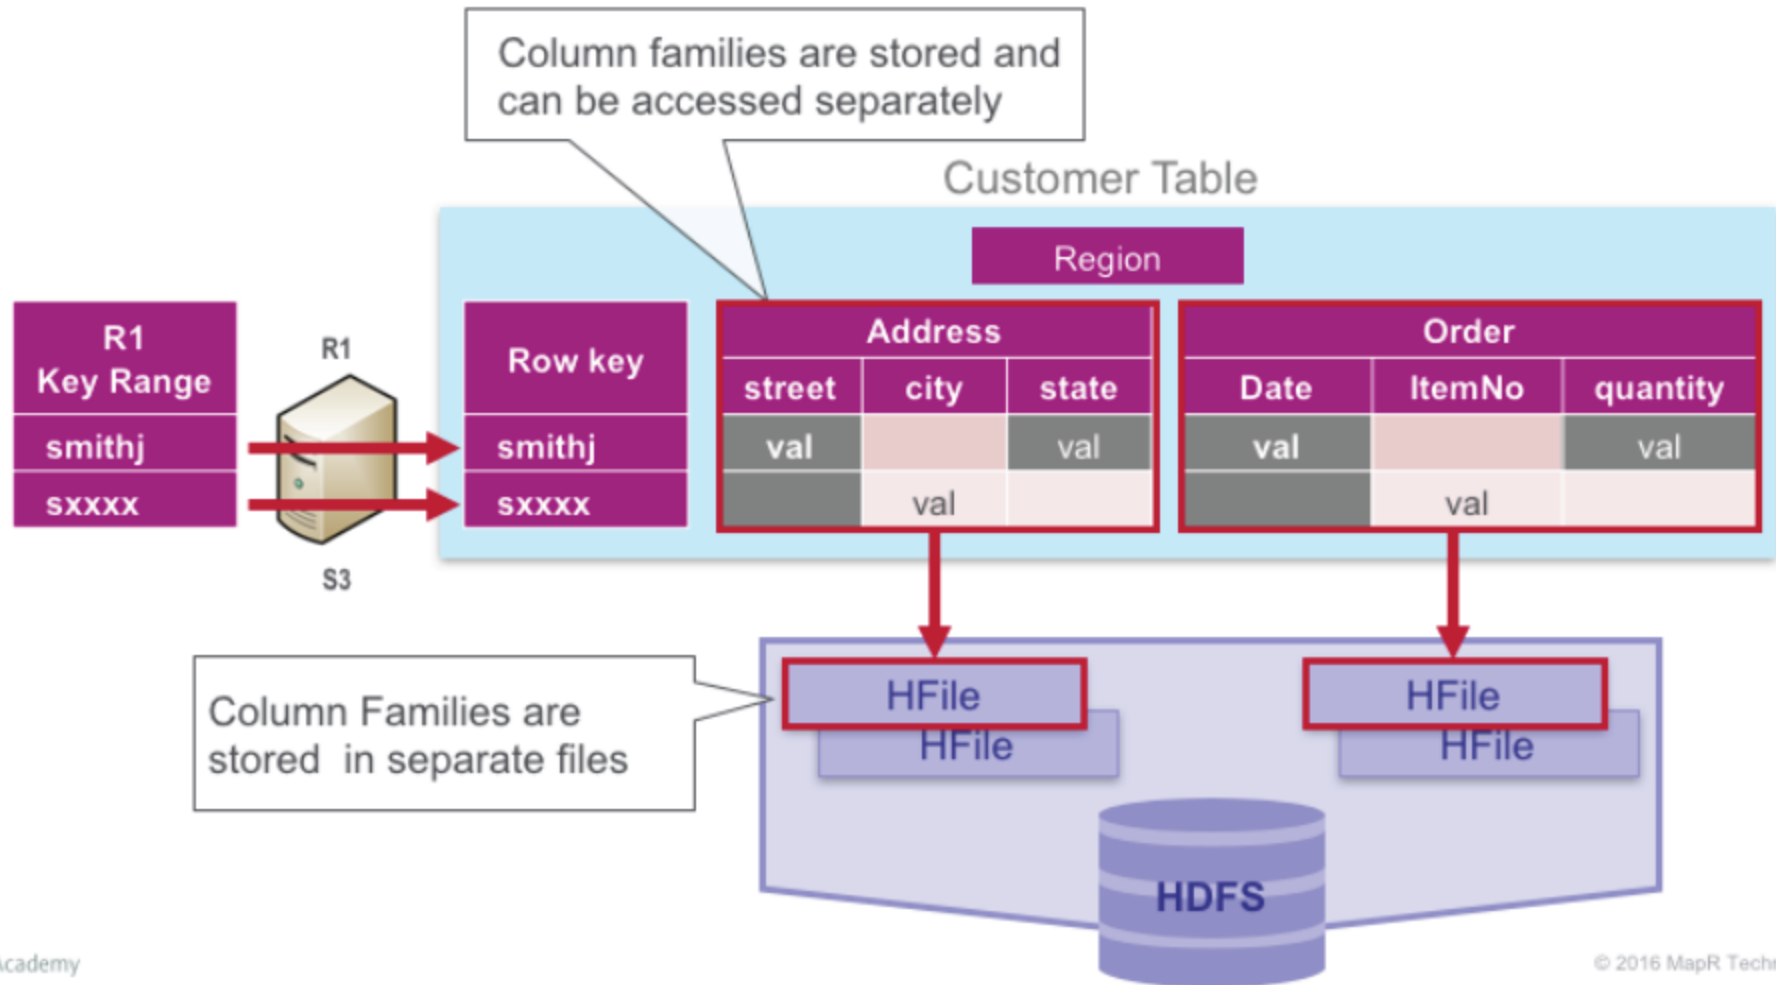 Column families are stored and
can be accessed separately
Customer Table
Region
R1
Key Range
smithj
sxxxx
R1
S3
Row key
smithj
sxxxx
Address
street city state
val val
val
Order
Date ItemNo quantity
val val
val
Column Families are
stored in separate files
HFile
HFile
HFile
HFile
HDFS
© 2016 MapR